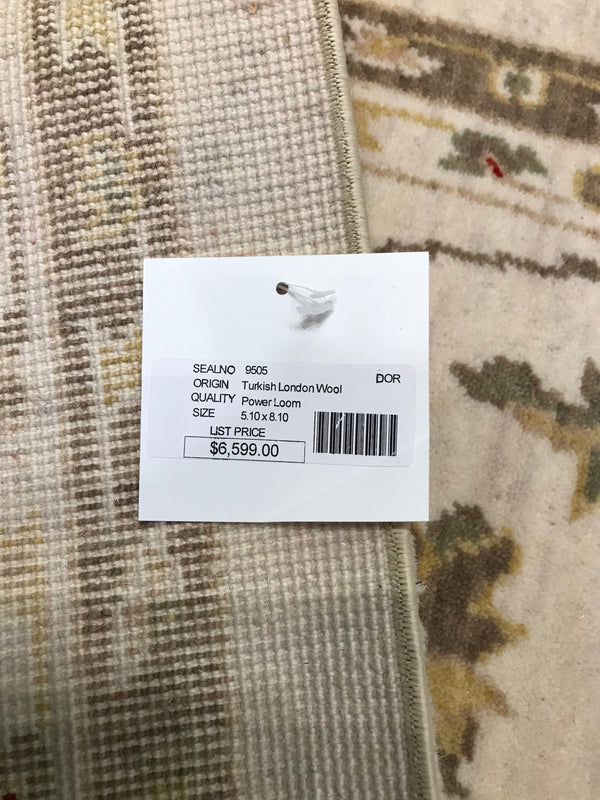 SEALNO 9505 DOR
ORIGIN Turkish London Wool
QUALITY Power Loom
SIZE 5.10 x 8.10
LIST PRICE
$6,599.00